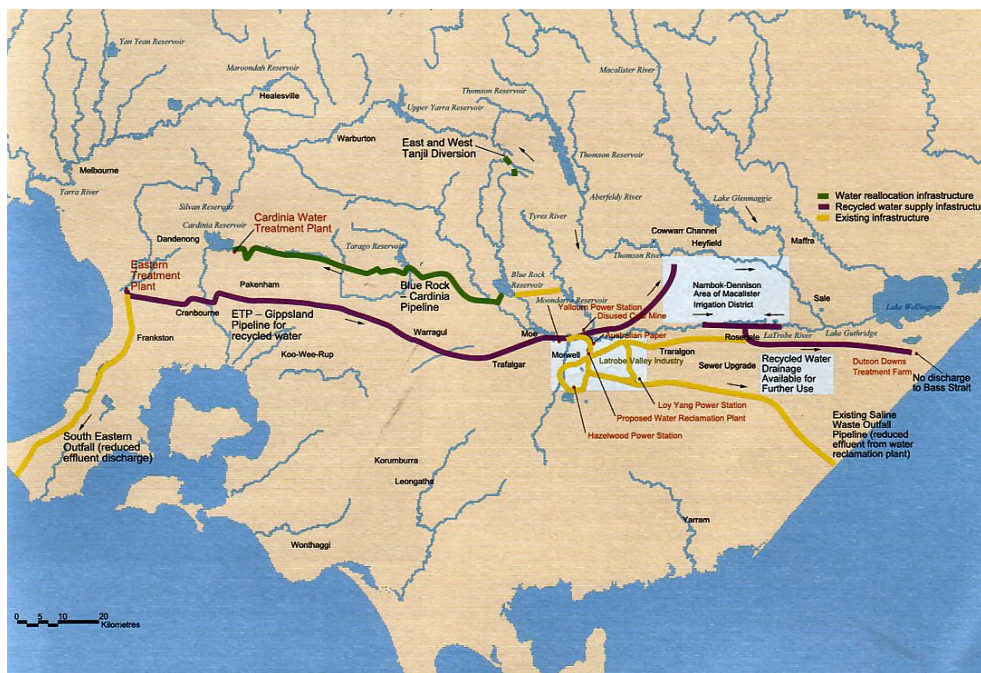 Yan Yean Reservoir
Maroondah Reservoir
Healesville
Macalister River
Thomson Reservoir
Upper Yarra Reservoir
Warburton
East and West
Tanjil Diversion
Thomson Reservoir
Melbourne
Yarra River
Silvan Reservoir
Cardinia Reservoir
Cardinia Water
Treatment Plant
Dandenong
Tarago Reservoir
Aberfeldy River
Tyres River
Lake Glenmaggie
Water reallocation infrastructure
Recycled water supply infrastructu
Existing infrastructure
Cowwarr Channel
Heyfield
Maffra
Thomson River
Eastern
Treatment
Plant
Pakenham
Blue Rock
– Cardinia
Pipeline
Blue Rock
Reservoir
Moondarra Reservoir
Nambok-Dennison
Area of Macalister
Irrigation District
Sale
Lake Wellington
Cranbourne
ETP – Gippsland
Pipeline for
recycled water
Yallourn Power Station
Disused Coal Mine
Australian Paper
Frankston
Koo-Wee-Rup
Warragul
Moe
Trafalgar
Morwell
Latrobe Valley Industry
Traralgon
Rosedale
LaTrobe River
Lake Guthridge
Sewer Upgrade
Recycled Water
Drainage
Available for
Further Use
Dutson Downs
Treatment Farm
No discharge
to Bass Strait
Loy Yang Power Station
Proposed Water Reclamation Plant
Hazelwood Power Station
Existing Saline
Waste Outfall
Pipeline (reduced
effluent from water
reclamation plant)
South Eastern
Outfall (reduced
effluent discharge)
Korumburra
Leongatha
Yarram
Wonthaggi
0 5 10 20
Kilometres